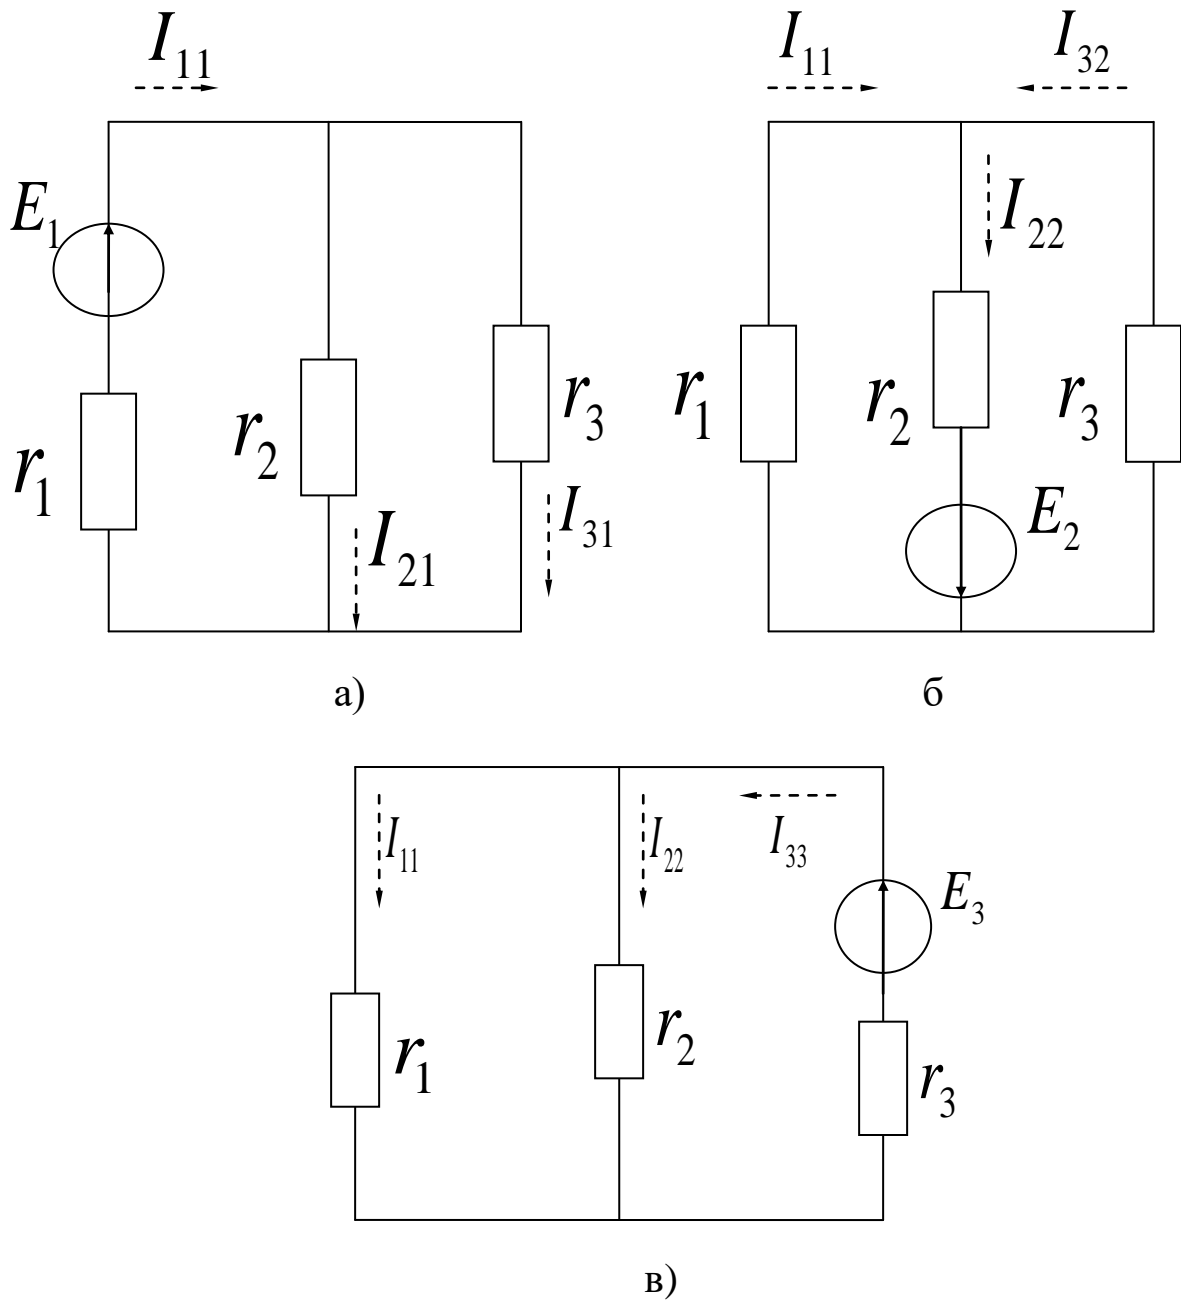 I₁₁
E₁
r₁
r₂
r₃
I₂₁
I₃₁
а)
I₁₁
I₃₂
I₂₂
r₁
r₂
r₃
E₂
б
I₁₁
I₂₂
I₃₃
E₃
r₁
r₂
r₃
в)